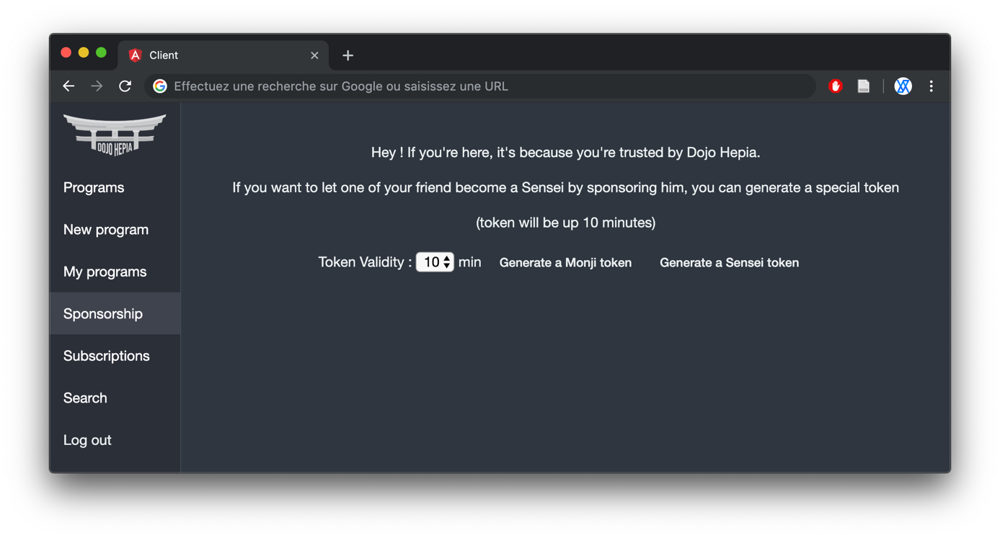 Client
Effectuez une recherche sur Google ou saisissez une URL
DOJO HEPIA
Programs
New program
My programs
Sponsorship
Subscriptions
Search
Log out
Hey ! If you're here, it's because you're trusted by Dojo Hepia.
If you want to let one of your friend become a Sensei by sponsoring him, you can generate a special token
(token will be up 10 minutes)
Token Validity : 10 min Generate a Monji token Generate a Sensei token